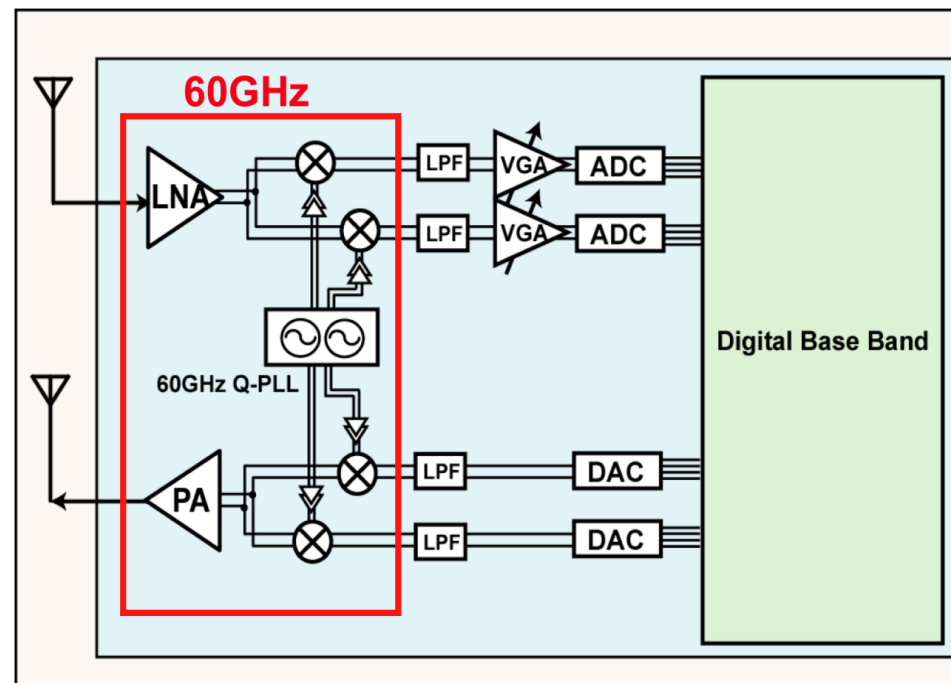 60GHz
LNA
LPF
VGA
ADC
LPF
VGA
ADC
Digital Base Band
60GHz Q-PLL
PA
LPF
DAC
LPF
DAC